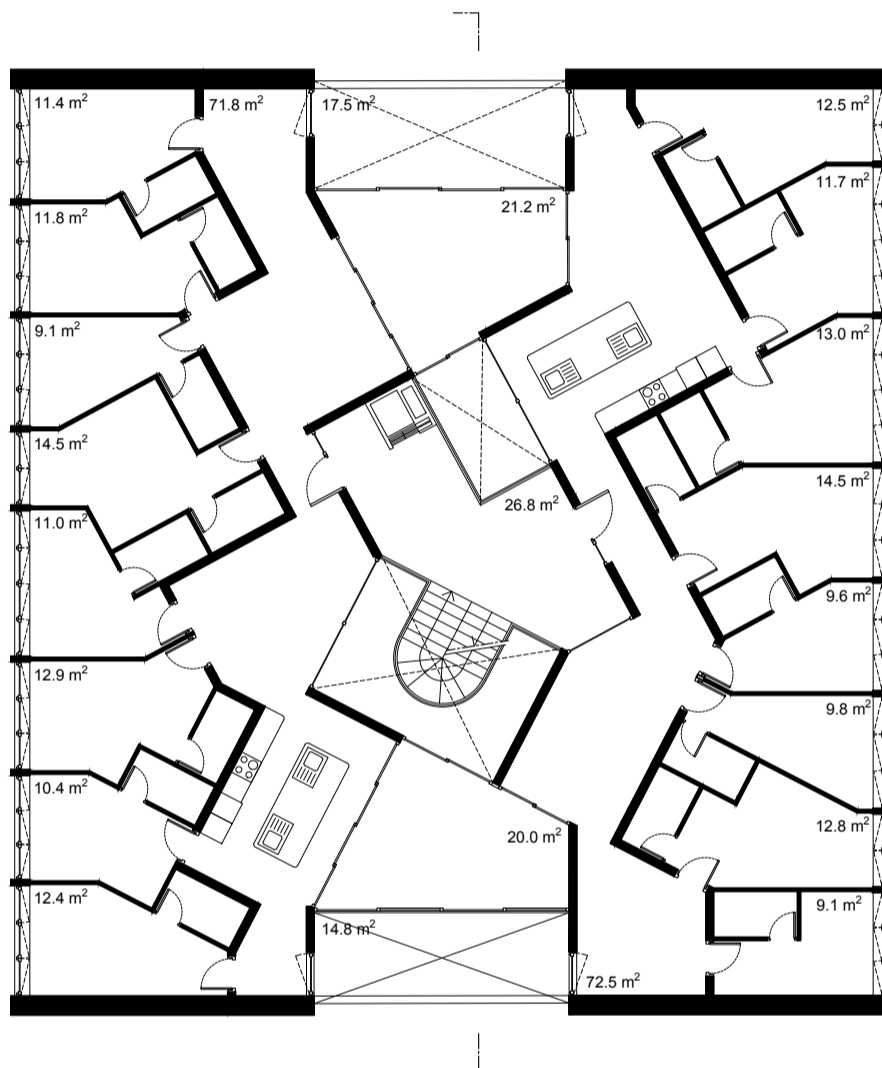 11.4 m²
71.8 m²
17.5 m²
12.5 m²
11.7 m²
11.8 m²
21.2 m²
9.1 m²
13.0 m²
14.5 m²
14.5 m²
11.0 m²
26.8 m²
9.6 m²
12.9 m²
9.8 m²
10.4 m²
12.8 m²
20.0 m²
12.4 m²
9.1 m²
14.8 m²
72.5 m²